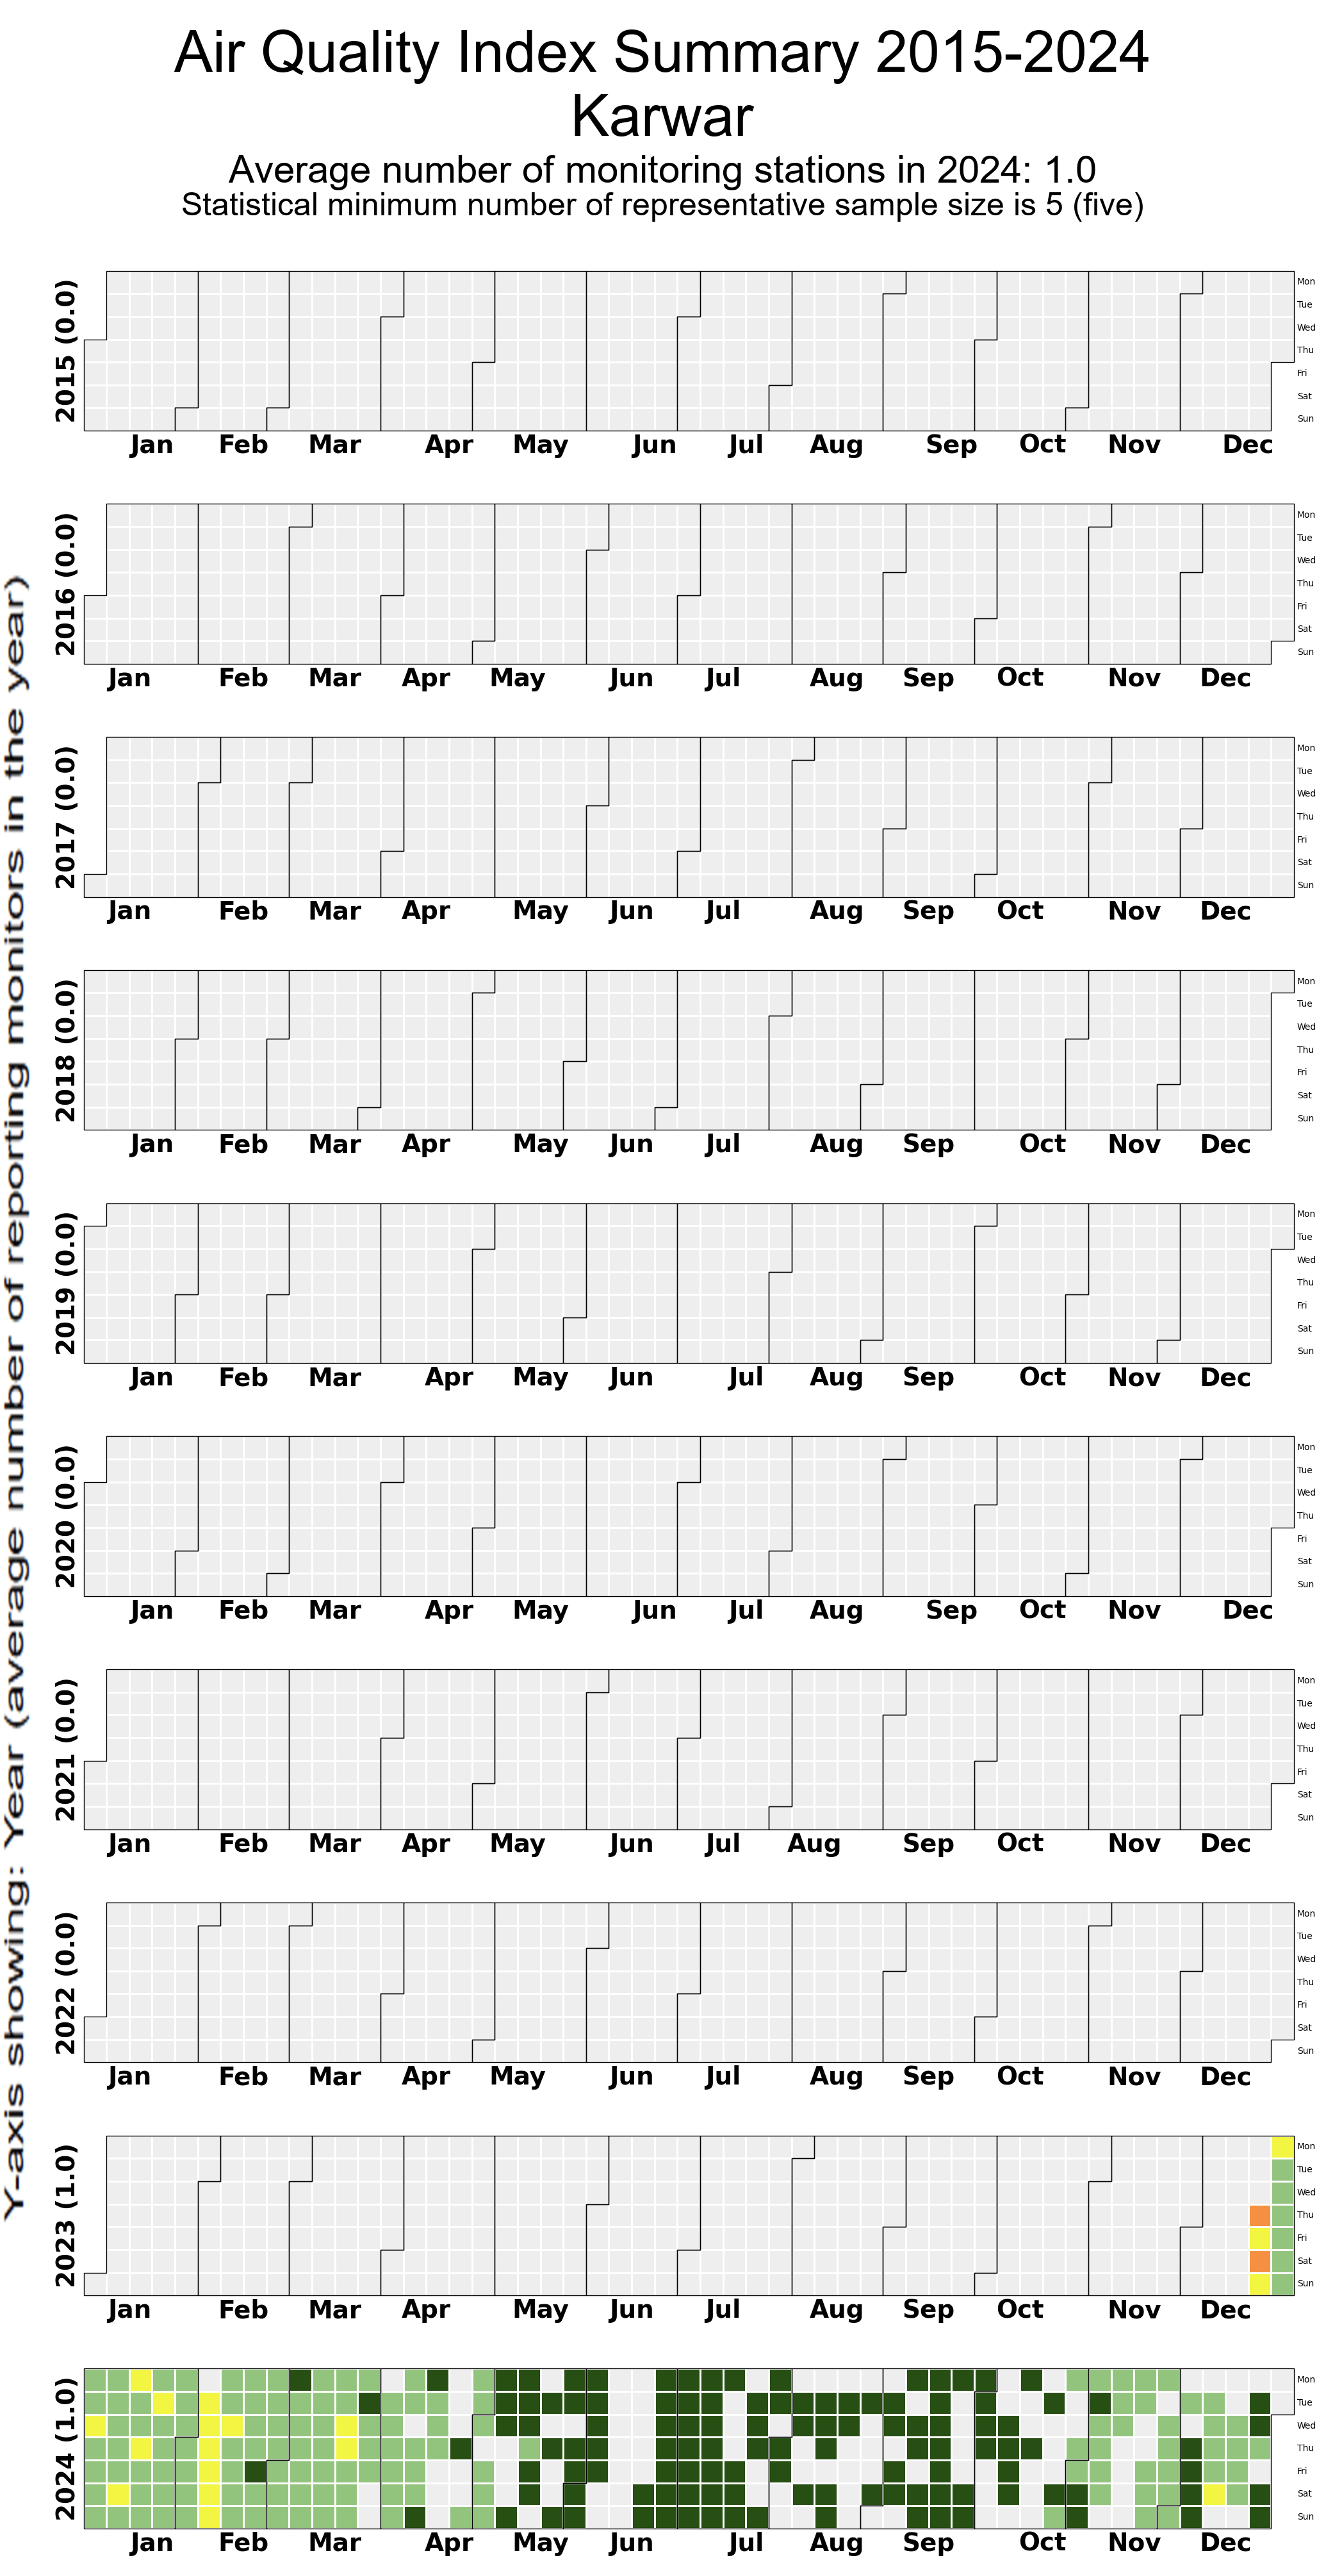 Air Quality Index Summary 2015-2024
Karwar
Average number of monitoring stations in 2024: 1.0
Statistical minimum number of representative sample size is 5 (five)
Y-axis showing: Year (average number of reporting monitors in the year)
2015 (0.0)
Mon
Tue
Wed
Thu
Fri
Sat
Sun
Jan Feb Mar Apr May Jun Jul Aug Sep Oct Nov Dec
2016 (0.0)
Mon
Tue
Wed
Thu
Fri
Sat
Sun
Jan Feb Mar Apr May Jun Jul Aug Sep Oct Nov Dec
2017 (0.0)
Mon
Tue
Wed
Thu
Fri
Sat
Sun
Jan Feb Mar Apr May Jun Jul Aug Sep Oct Nov Dec
2018 (0.0)
Mon
Tue
Wed
Thu
Fri
Sat
Sun
Jan Feb Mar Apr May Jun Jul Aug Sep Oct Nov Dec
2019 (0.0)
Mon
Tue
Wed
Thu
Fri
Sat
Sun
Jan Feb Mar Apr May Jun Jul Aug Sep Oct Nov Dec
2020 (0.0)
Mon
Tue
Wed
Thu
Fri
Sat
Sun
Jan Feb Mar Apr May Jun Jul Aug Sep Oct Nov Dec
2021 (0.0)
Mon
Tue
Wed
Thu
Fri
Sat
Sun
Jan Feb Mar Apr May Jun Jul Aug Sep Oct Nov Dec
2022 (0.0)
Mon
Tue
Wed
Thu
Fri
Sat
Sun
Jan Feb Mar Apr May Jun Jul Aug Sep Oct Nov Dec
2023 (1.0)
Mon
Tue
Wed
Thu
Fri
Sat
Sun
Jan Feb Mar Apr May Jun Jul Aug Sep Oct Nov Dec
2024 (1.0)
Mon
Tue
Wed
Thu
Fri
Sat
Sun
Jan Feb Mar Apr May Jun Jul Aug Sep Oct Nov Dec